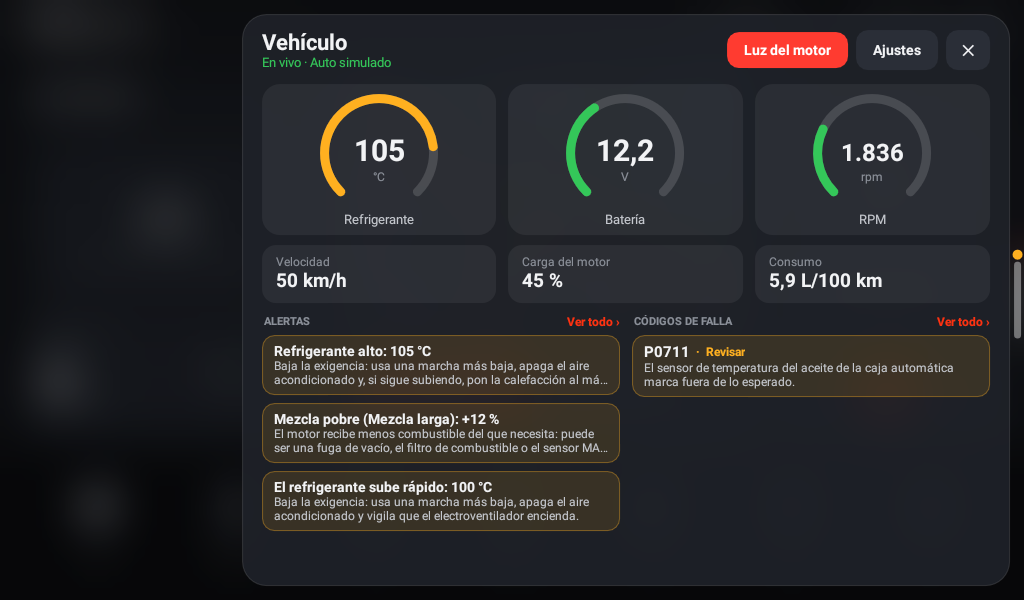 Vehículo
En vivo · Auto simulado
Luz del motor
Ajustes
105
°C
Refrigerante
12,2
V
Batería
1.836
rpm
RPM
Velocidad
50 km/h
Carga del motor
45 %
Consumo
5,9 L/100 km
ALERTAS
Ver todo ›
Refrigerante alto: 105 °C
Baja la exigencia: usa una marcha más baja, apaga el aire
acondicionado y, si sigue subiendo, pon la calefacción al má…
Mezcla pobre (Mezcla larga): +12 %
El motor recibe menos combustible del que necesita: puede
ser una fuga de vacío, el filtro de combustible o el sensor MA…
El refrigerante sube rápido: 100 °C
Baja la exigencia: usa una marcha más baja, apaga el aire
acondicionado y vigila que el electroventilador encienda.
CÓDIGOS DE FALLA
Ver todo ›
P0711 · Revisar
El sensor de temperatura del aceite de la caja automática
marca fuera de lo esperado.